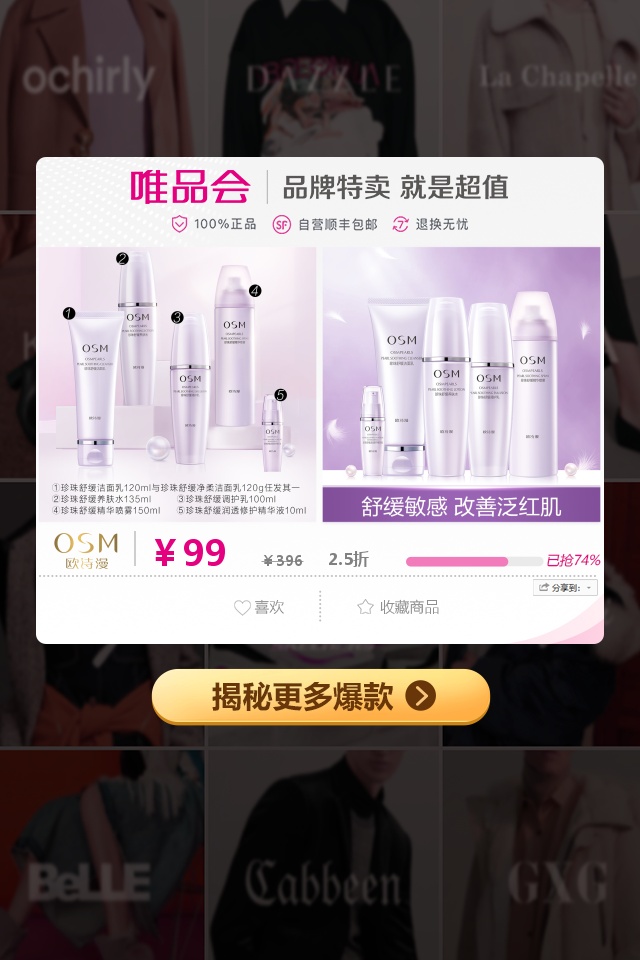 ochirly
DAZZLE
La Chapelle
唯品会
品牌特卖 就是超值
100%正品
SF 自营顺丰包邮
7 退换无忧
1
2
3
4
5
OSM
OSM
OSM
OSM
OSM
OSM
OSM
①珍珠舒缓洁面乳120ml与珍珠舒缓净柔洁面乳120g任发其一
②珍珠舒缓养肤水135ml ③珍珠舒缓调护乳100ml
④珍珠舒缓精华喷雾150ml ⑤珍珠舒缓润透修护精华液10ml
舒缓敏感 改善泛红肌
OSM
欧诗漫
¥99
¥396
2.5折
已抢74%
分享到：
喜欢
收藏商品
揭秘更多爆款
BeLLE
Cabbeen
GXG